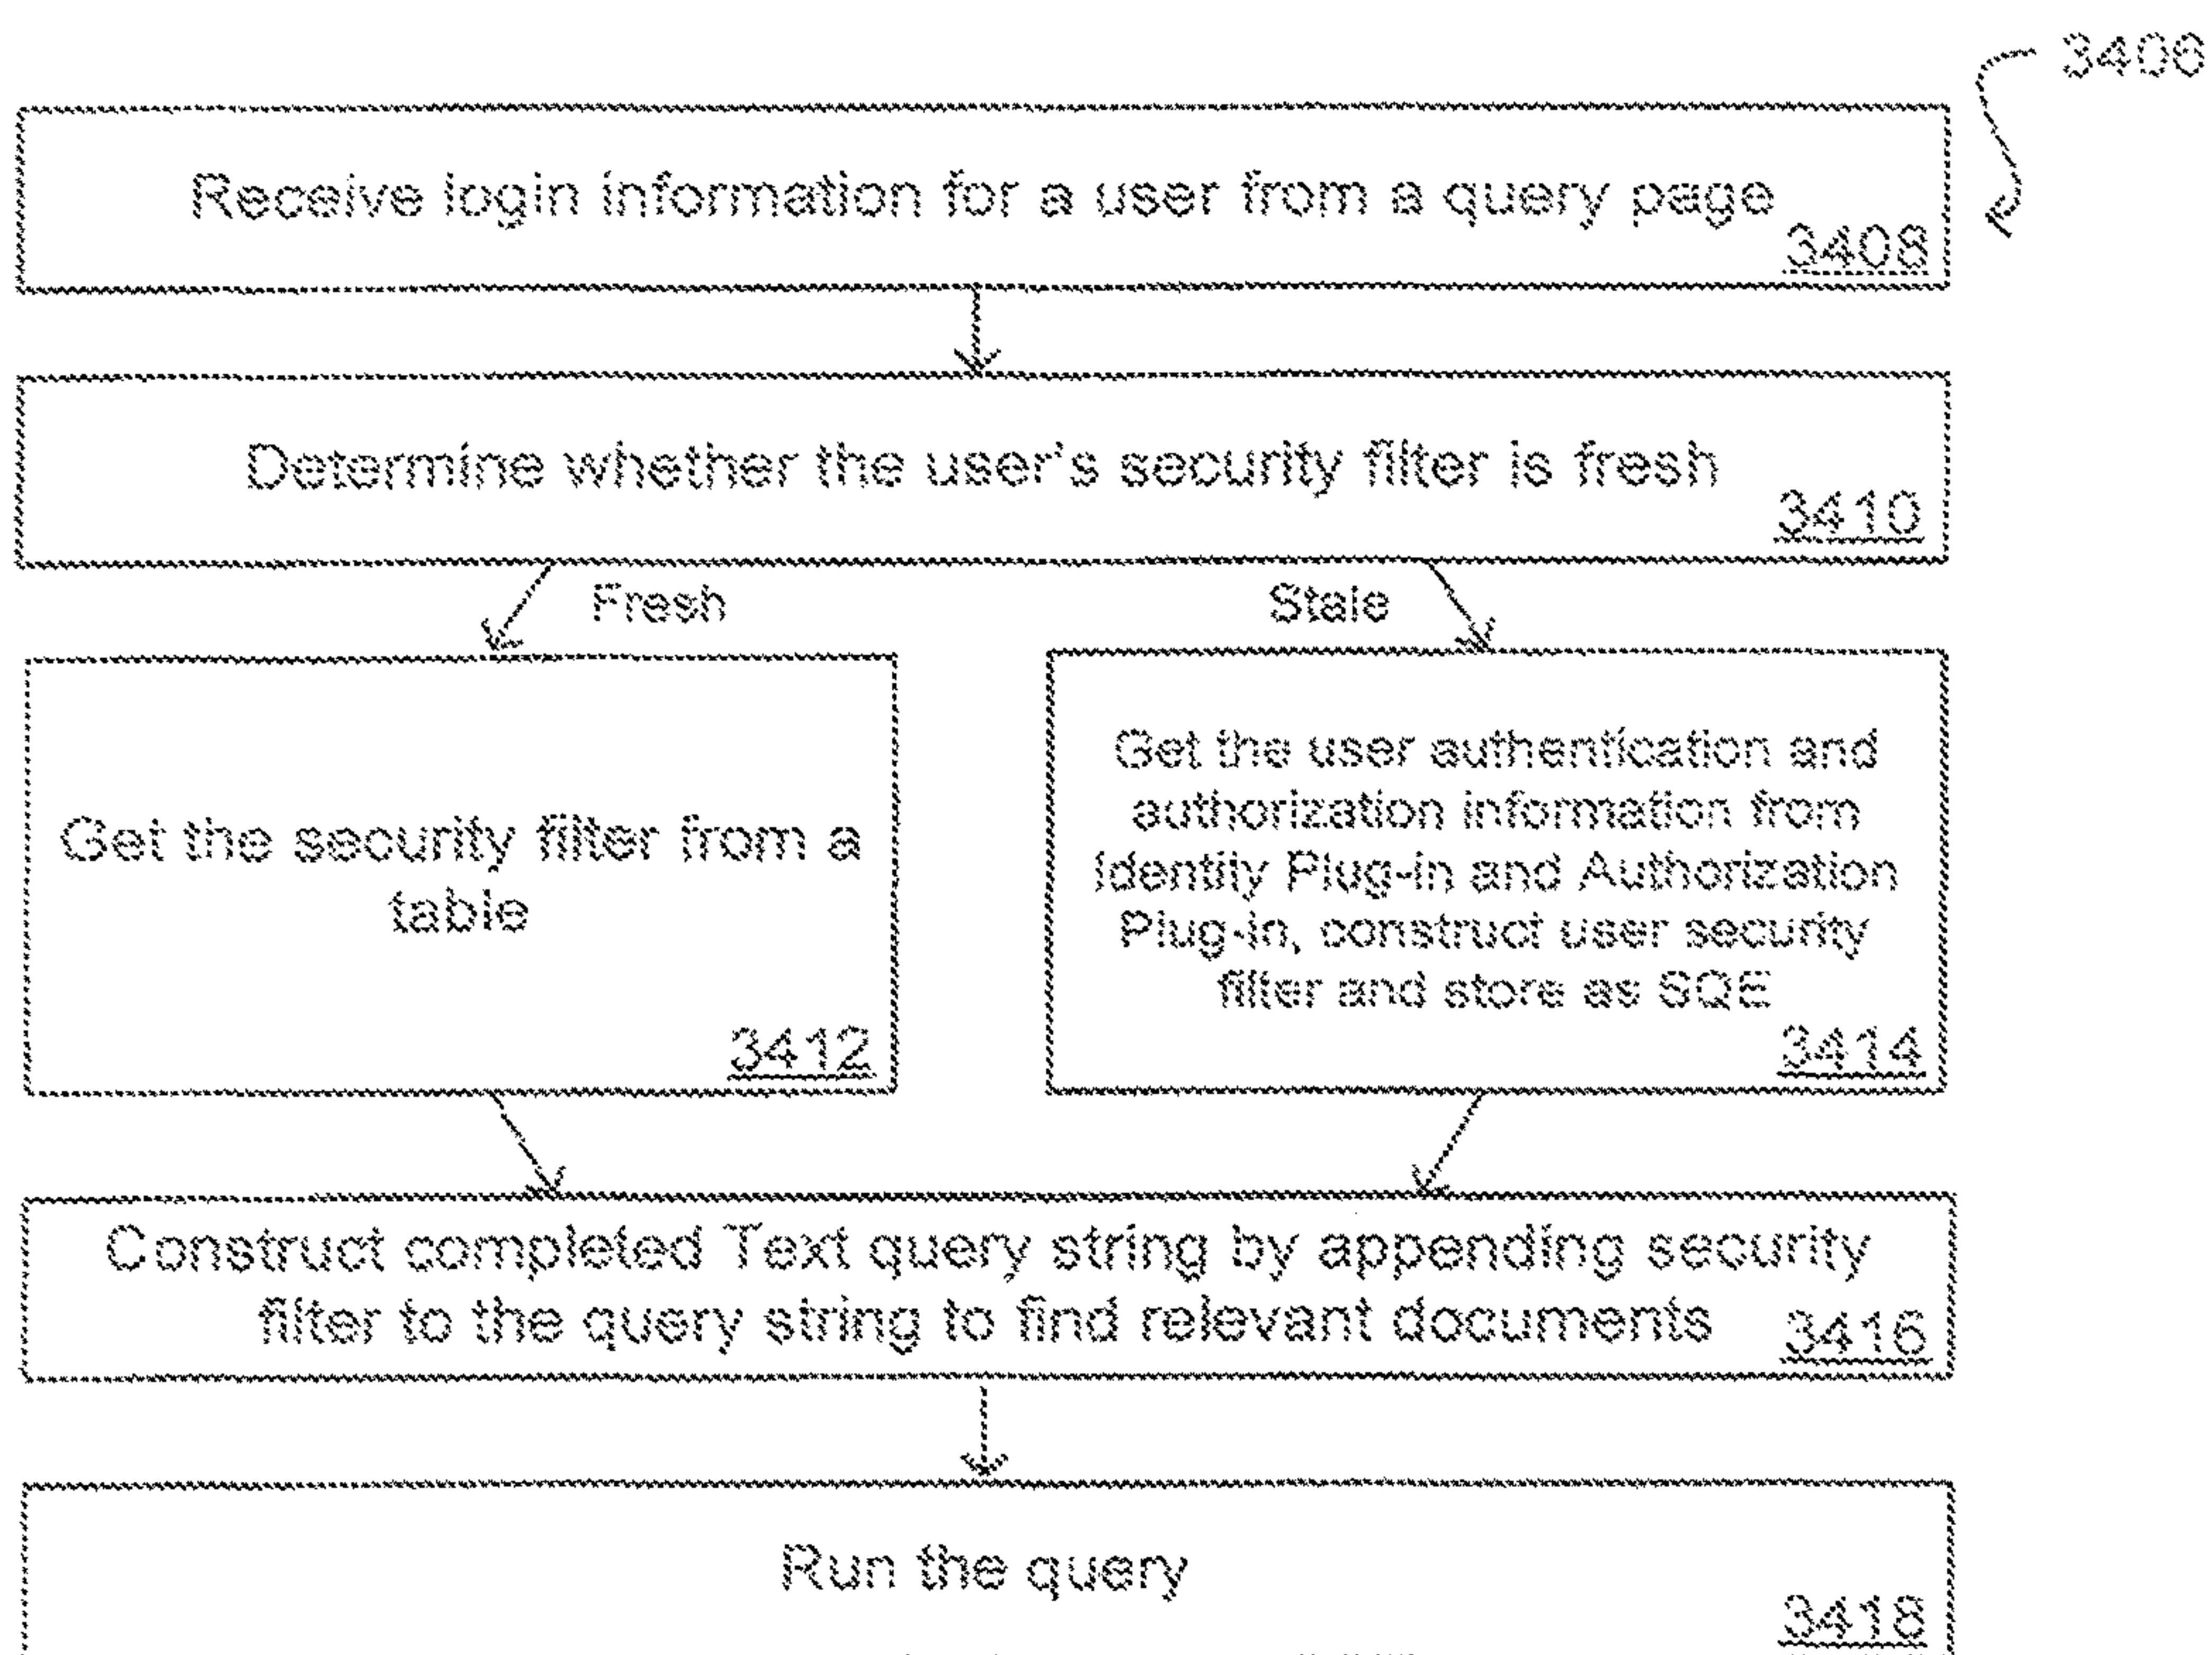 3406
Receive login information for a user from a query page
3408
Determine whether the user's security filter is fresh
3410
Fresh
Stale
Get the security filter from a
table
3412
Get the user authentication and
authorization information from
Identity Plug-in and Authorization
Plug-in, construct user security
filter and store as SQE
3414
Construct completed Text query string by appending security
filter to the query string to find relevant documents
3416
Run the query
3418